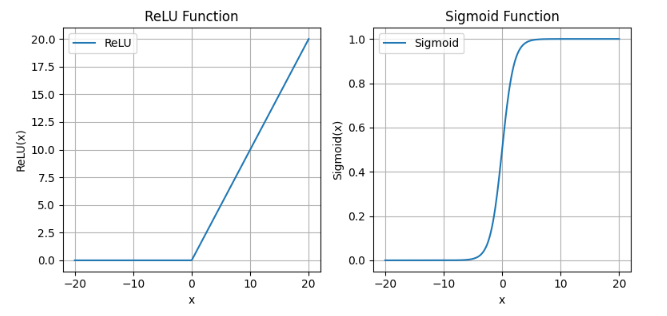 ReLU Function
ReLU
20.0
17.5
15.0
12.5
10.0
7.5
5.0
2.5
0.0
ReLU(x)
−20 −10 0 10 20
x
Sigmoid Function
Sigmoid
1.0
0.8
0.6
0.4
0.2
0.0
Sigmoid(x)
−20 −10 0 10 20
x